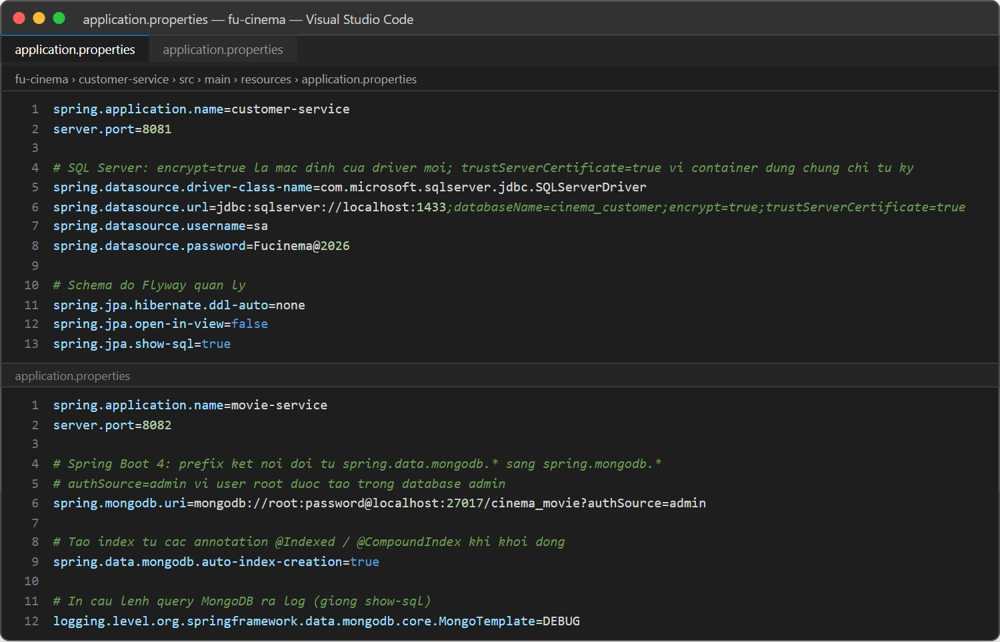 application.properties — fu-cinema — Visual Studio Code
application.properties application.properties
fu-cinema › customer-service › src › main › resources › application.properties
1 spring.application.name=customer-service
2 server.port=8081
3
4 # SQL Server: encrypt=true la mac dinh cua driver moi; trustServerCertificate=true vi container dung chung chi tu ky
5 spring.datasource.driver-class-name=com.microsoft.sqlserver.jdbc.SQLServerDriver
6 spring.datasource.url=jdbc:sqlserver://localhost:1433;databaseName=cinema_customer;encrypt=true;trustServerCertificate=true
7 spring.datasource.username=sa
8 spring.datasource.password=Fucinema@2026
9
10 # Schema do Flyway quan ly
11 spring.jpa.hibernate.ddl-auto=none
12 spring.jpa.open-in-view=false
13 spring.jpa.show-sql=true
application.properties
1 spring.application.name=movie-service
2 server.port=8082
3
4 # Spring Boot 4: prefix ket noi doi tu spring.data.mongodb.* sang spring.mongodb.*
5 # authSource=admin vi user root duoc tao trong database admin
6 spring.mongodb.uri=mongodb://root:password@localhost:27017/cinema_movie?authSource=admin
7
8 # Tao index tu cac annotation @Indexed / @CompoundIndex khi khoi dong
9 spring.data.mongodb.auto-index-creation=true
10
11 # In cau lenh query MongoDB ra log (giong show-sql)
12 logging.level.org.springframework.data.mongodb.core.MongoTemplate=DEBUG